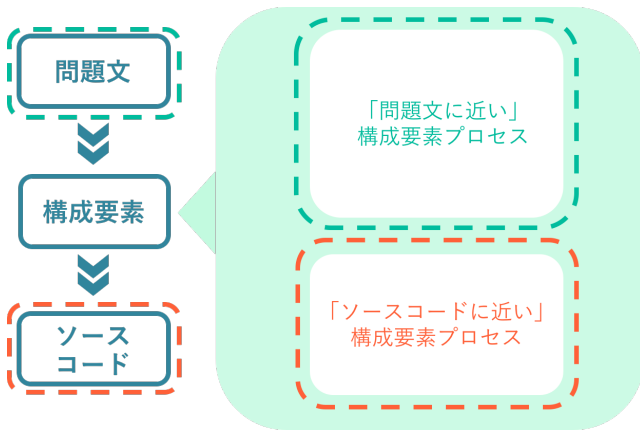 問題文
構成要素
ソース
コード
「問題文に近い」
構成要素プロセス
「ソースコードに近い」
構成要素プロセス